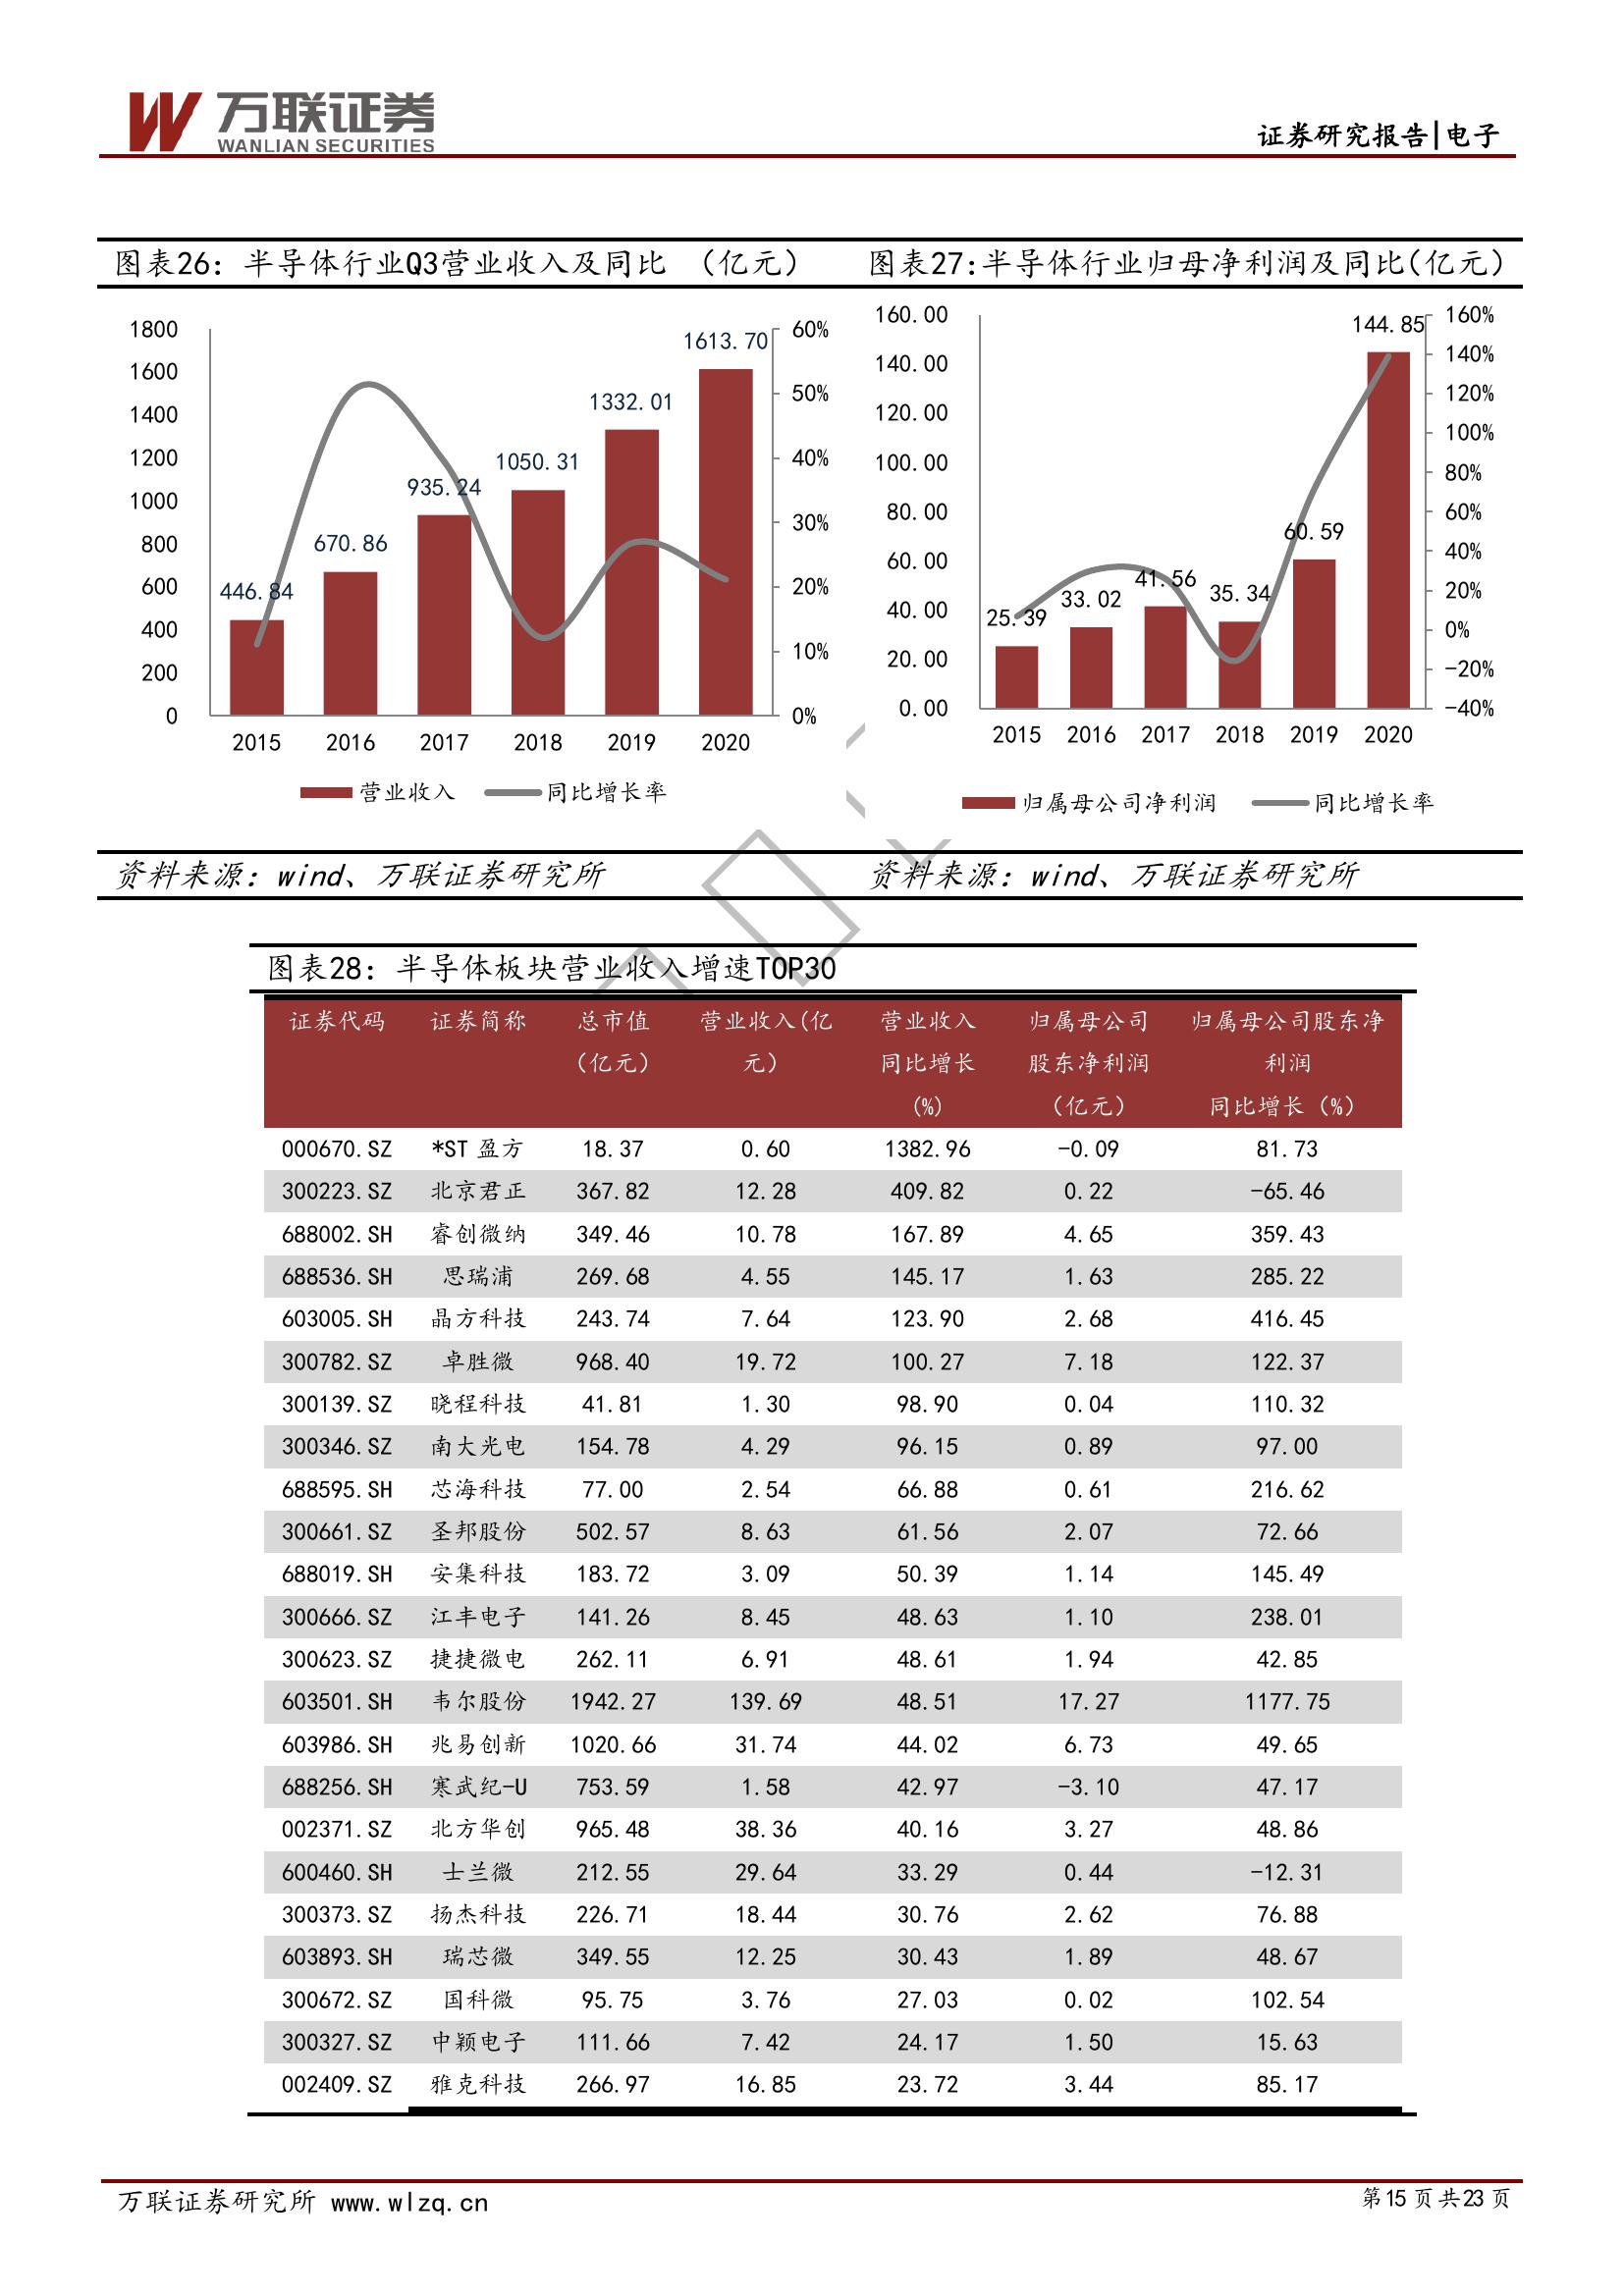 万联证券
WANLIAN SECURITIES
证券研究报告|电子
图表26：半导体行业Q3营业收入及同比 （亿元）
1800
1600
1400
1200
1000
800
600
400
200
0
60%
50%
40%
30%
20%
10%
0%
446.84
670.86
935.24
1050.31
1332.01
1613.70
2015 2016 2017 2018 2019 2020
营业收入 同比增长率
图表27:半导体行业归母净利润及同比(亿元)
160.00
140.00
120.00
100.00
80.00
60.00
40.00
20.00
0.00
160%
140%
120%
100%
80%
60%
40%
20%
0%
-20%
-40%
25.39
33.02
41.56
35.34
60.59
144.85
2015 2016 2017 2018 2019 2020
归属母公司净利润 同比增长率
资料来源：wind、万联证券研究所
资料来源：wind、万联证券研究所
图表28：半导体板块营业收入增速TOP30
证券代码 证券简称 总市值 营业收入(亿 营业收入 归属母公司 归属母公司股东净
（亿元） 元） 同比增长 股东净利润 利润
(%) （亿元） 同比增长（%）
000670.SZ *ST 盈方 18.37 0.60 1382.96 -0.09 81.73
300223.SZ 北京君正 367.82 12.28 409.82 0.22 -65.46
688002.SH 睿创微纳 349.46 10.78 167.89 4.65 359.43
688536.SH 思瑞浦 269.68 4.55 145.17 1.63 285.22
603005.SH 晶方科技 243.74 7.64 123.90 2.68 416.45
300782.SZ 卓胜微 968.40 19.72 100.27 7.18 122.37
300139.SZ 晓程科技 41.81 1.30 98.90 0.04 110.32
300346.SZ 南大光电 154.78 4.29 96.15 0.89 97.00
688595.SH 芯海科技 77.00 2.54 66.88 0.61 216.62
300661.SZ 圣邦股份 502.57 8.63 61.56 2.07 72.66
688019.SH 安集科技 183.72 3.09 50.39 1.14 145.49
300666.SZ 江丰电子 141.26 8.45 48.63 1.10 238.01
300623.SZ 捷捷微电 262.11 6.91 48.61 1.94 42.85
603501.SH 韦尔股份 1942.27 139.69 48.51 17.27 1177.75
603986.SH 兆易创新 1020.66 31.74 44.02 6.73 49.65
688256.SH 寒武纪-U 753.59 1.58 42.97 -3.10 47.17
002371.SZ 北方华创 965.48 38.36 40.16 3.27 48.86
600460.SH 士兰微 212.55 29.64 33.29 0.44 -12.31
300373.SZ 扬杰科技 226.71 18.44 30.76 2.62 76.88
603893.SH 瑞芯微 349.55 12.25 30.43 1.89 48.67
300672.SZ 国科微 95.75 3.76 27.03 0.02 102.54
300327.SZ 中颖电子 111.66 7.42 24.17 1.50 15.63
002409.SZ 雅克科技 266.97 16.85 23.72 3.44 85.17
万联证券研究所 www.wlzq.cn
第15页共23页